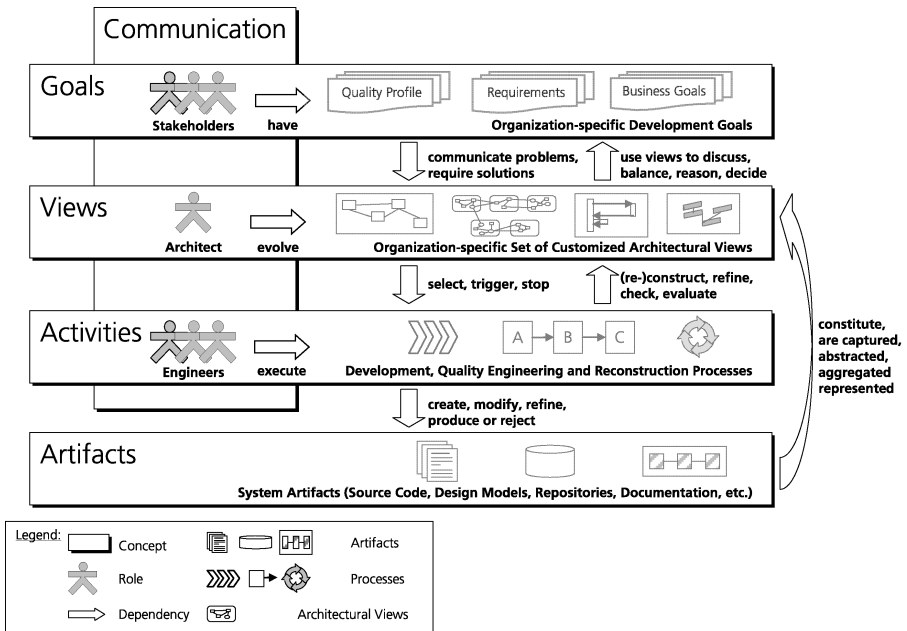 Communication
Goals
Quality Profile
Requirements
Business Goals
Stakeholders
have
Organization-specific Development Goals
communicate problems,
require solutions
use views to discuss,
balance, reason, decide
Views
Architect
evolve
Organization-specific Set of Customized Architectural Views
select, trigger, stop
(re-)construct, refine,
check, evaluate
Activities
A
B
C
Engineers
execute
Development, Quality Engineering and Reconstruction Processes
constitute,
are captured,
abstracted,
aggregated
represented
create, modify, refine,
produce or reject
Artifacts
System Artifacts (Source Code, Design Models, Repositories, Documentation, etc.)
Legend:
Concept
Artifacts
Role
Processes
Dependency
Architectural Views